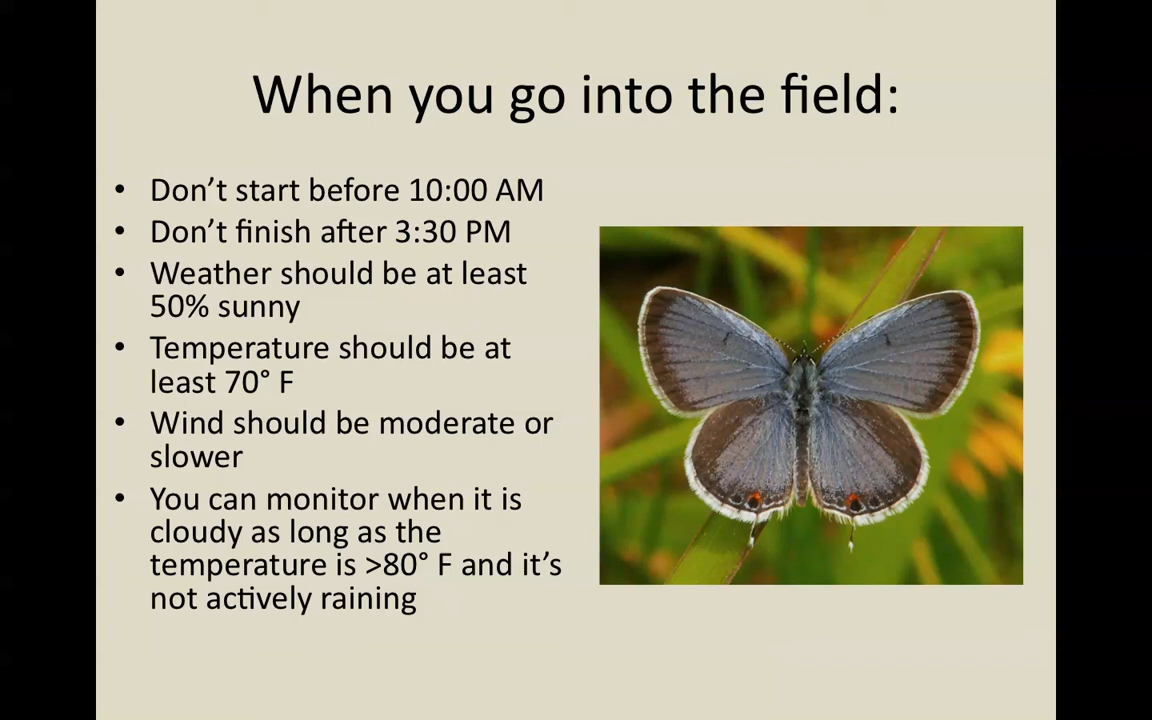 When you go into the field:
• Don’t start before 10:00 AM
• Don’t finish after 3:30 PM
• Weather should be at least
50% sunny
• Temperature should be at
least 70° F
• Wind should be moderate or
slower
• You can monitor when it is
cloudy as long as the
temperature is >80° F and it’s
not actively raining